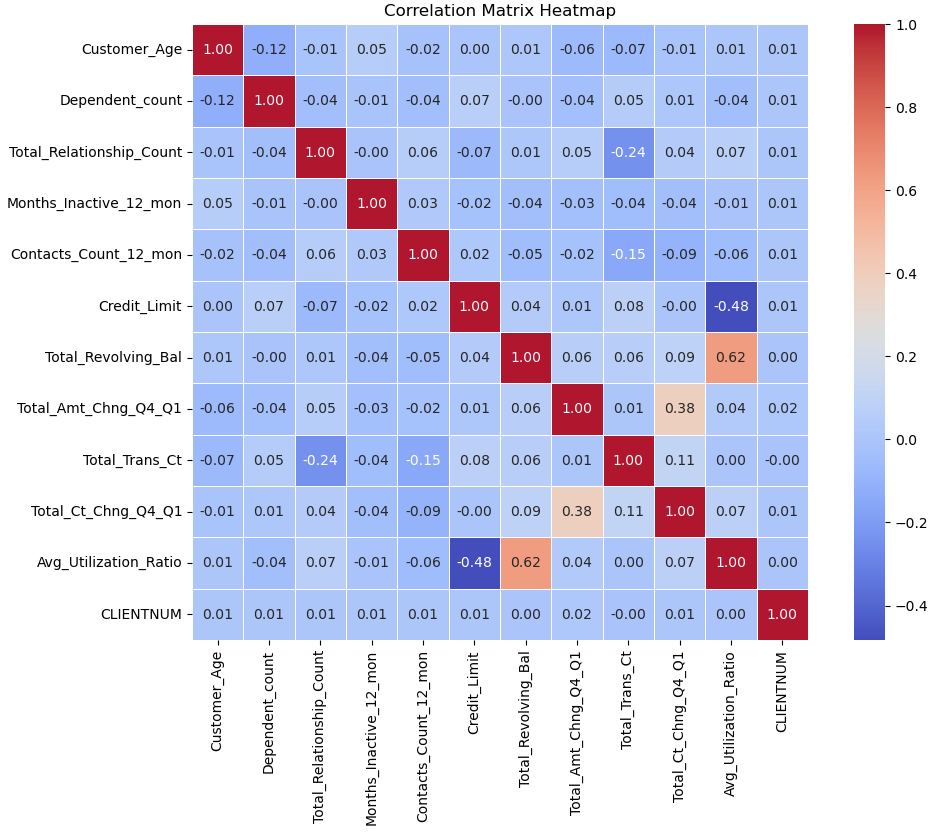 Correlation Matrix Heatmap
Customer_Age 1.00 -0.12 -0.01 0.05 -0.02 0.00 0.01 -0.06 -0.07 -0.01 0.01 0.01
Dependent_count -0.12 1.00 -0.04 -0.01 -0.04 0.07 -0.00 -0.04 0.05 0.01 -0.04 0.01
Total_Relationship_Count -0.01 -0.04 1.00 -0.00 0.06 -0.07 0.01 0.05 -0.24 0.04 0.07 0.01
Months_Inactive_12_mon 0.05 -0.01 -0.00 1.00 0.03 -0.02 -0.04 -0.03 -0.04 -0.04 -0.01 0.01
Contacts_Count_12_mon -0.02 -0.04 0.06 0.03 1.00 0.02 -0.05 -0.02 -0.15 -0.09 -0.06 0.01
Credit_Limit 0.00 0.07 -0.07 -0.02 0.02 1.00 0.04 0.01 0.08 -0.00 -0.48 0.01
Total_Revolving_Bal 0.01 -0.00 0.01 -0.04 -0.05 0.04 1.00 0.06 0.06 0.09 0.62 0.00
Total_Amt_Chng_Q4_Q1 -0.06 -0.04 0.05 -0.03 -0.02 0.01 0.06 1.00 0.01 0.38 0.04 0.02
Total_Trans_Ct -0.07 0.05 -0.24 -0.04 -0.15 0.08 0.06 0.01 1.00 0.11 0.00 -0.00
Total_Ct_Chng_Q4_Q1 -0.01 0.01 0.04 -0.04 -0.09 -0.00 0.09 0.38 0.11 1.00 0.07 0.01
Avg_Utilization_Ratio 0.01 -0.04 0.07 -0.01 -0.06 -0.48 0.62 0.04 0.00 0.07 1.00 0.00
CLIENTNUM 0.01 0.01 0.01 0.01 0.01 0.01 0.00 0.02 -0.00 0.01 0.00 1.00
Customer_Age
Dependent_count
Total_Relationship_Count
Months_Inactive_12_mon
Contacts_Count_12_mon
Credit_Limit
Total_Revolving_Bal
Total_Amt_Chng_Q4_Q1
Total_Trans_Ct
Total_Ct_Chng_Q4_Q1
Avg_Utilization_Ratio
CLIENTNUM
1.0
0.8
0.6
0.4
0.2
0.0
−0.2
−0.4